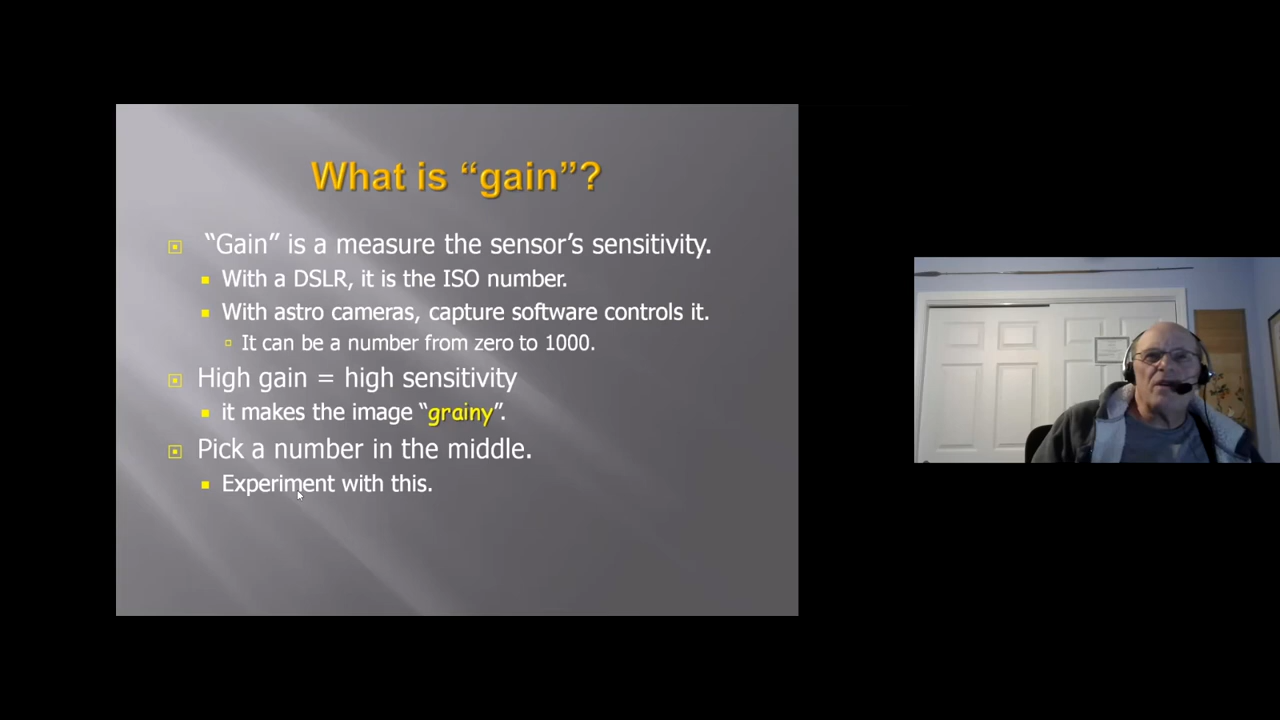 What is “gain”?
“Gain” is a measure the sensor’s sensitivity.
With a DSLR, it is the ISO number.
With astro cameras, capture software controls it.
It can be a number from zero to 1000.
High gain = high sensitivity
it makes the image “grainy”.
Pick a number in the middle.
Experiment with this.